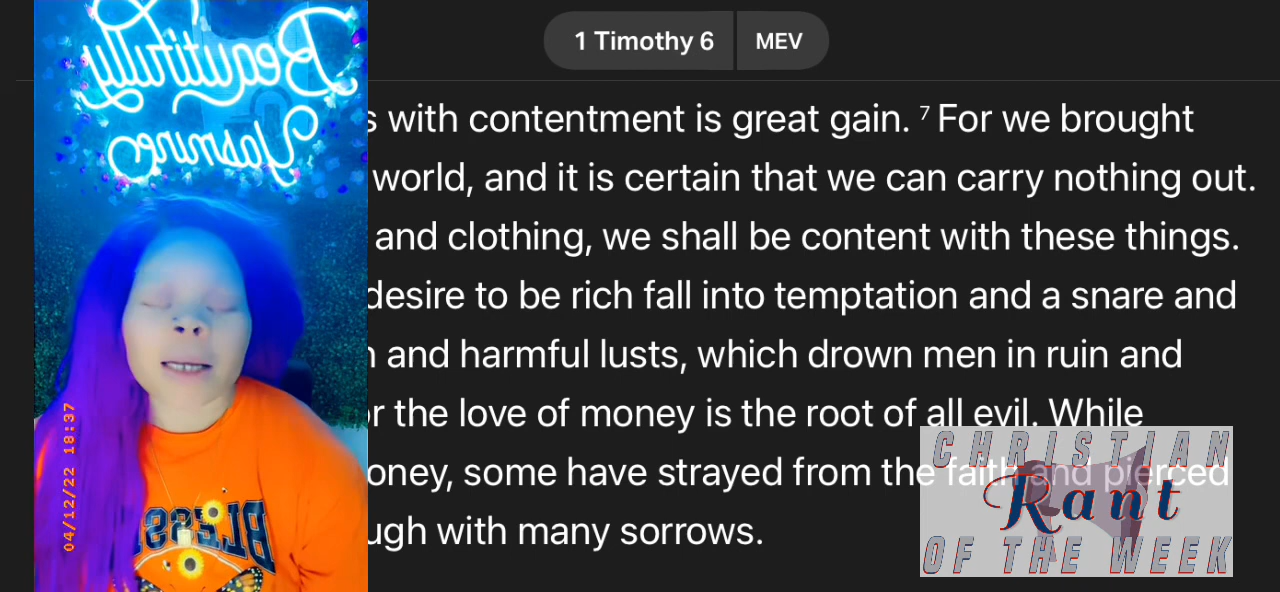 Beautifully
Yasmine
1 Timothy 6 MEV
with contentment is great gain. 7 For we brought
world, and it is certain that we can carry nothing out.
and clothing, we shall be content with these things.
desire to be rich fall into temptation and a snare and
and harmful lusts, which drown men in ruin and
the love of money is the root of all evil. While
some have strayed from the faith and pierced
with many sorrows.
04/12/22 18:37
CHRISTIAN
Rant
OF THE WEEK